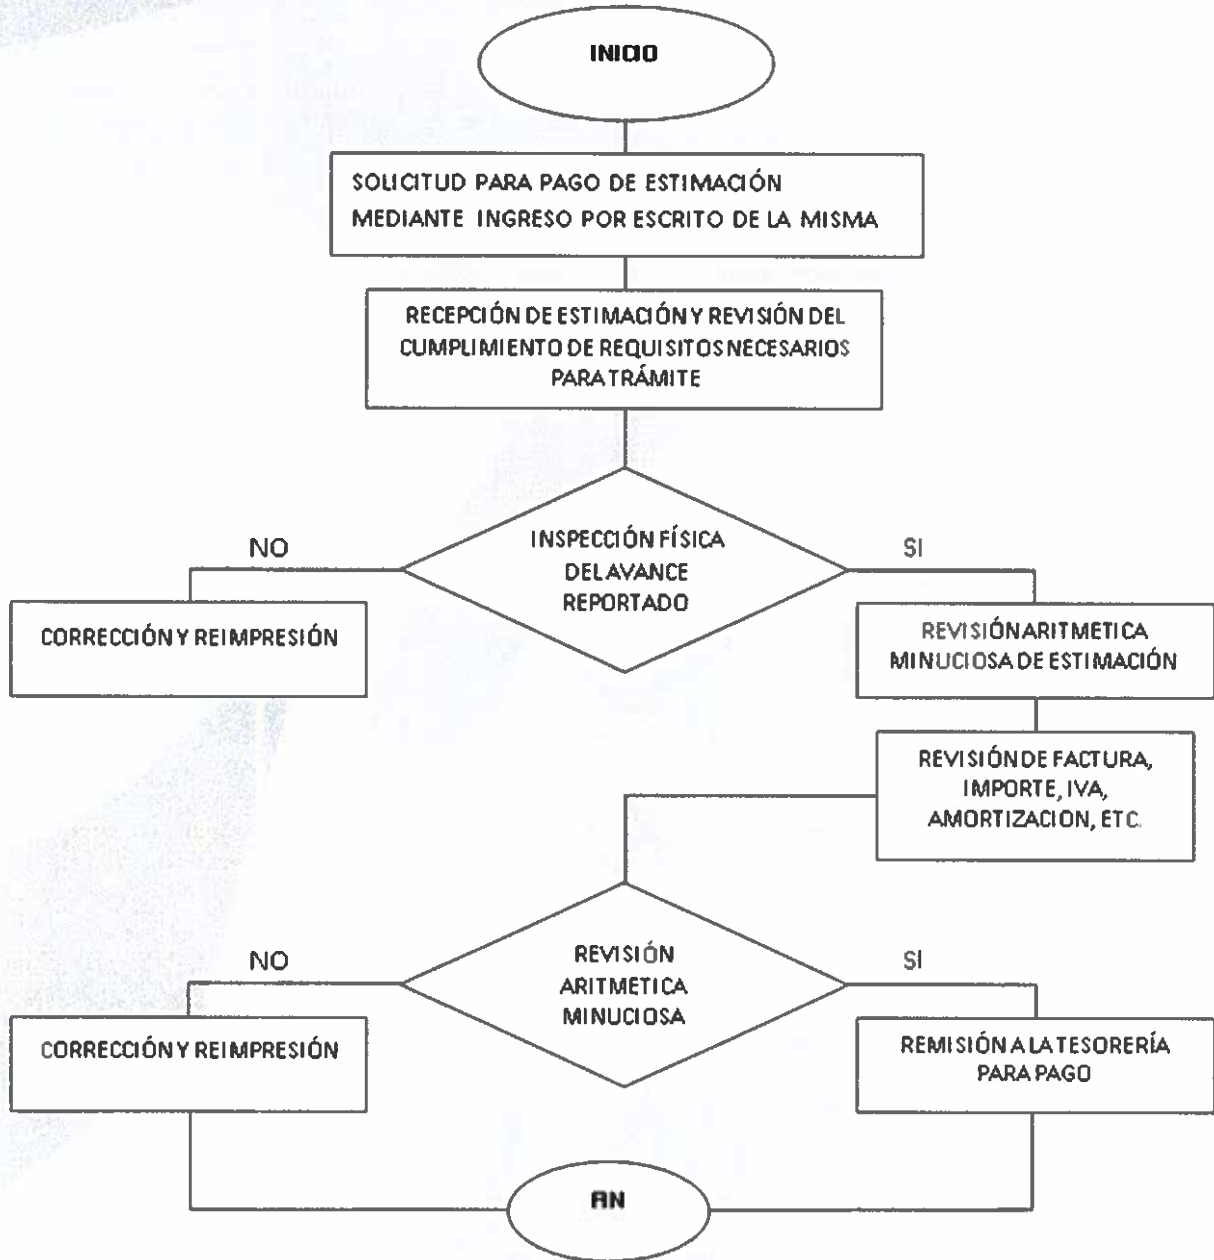 INICIO
SOLICITUD PARA PAGO DE ESTIMACIÓN
MEDIANTE INGRESO POR ESCRITO DE LA MISMA
RECEPCIÓN DE ESTIMACIÓN Y REVISIÓN DEL
CUMPLIMIENTO DE REQUISITOS NECESARIOS
PARA TRÁMITE
INSPECCIÓN FÍSICA
DEL AVANCE
REPORTADO
NO
SI
CORRECCIÓN Y REIMPRESIÓN
REVISIÓN ARITMETICA
MINUCIOSA DE ESTIMACIÓN
REVISIÓN DE FACTURA,
IMPORTE, IVA,
AMORTIZACION, ETC.
REVISIÓN
ARITMETICA
MINUCIOSA
NO
SI
CORRECCIÓN Y REIMPRESIÓN
REMISIÓN A LA TESORERÍA
PARA PAGO
FIN